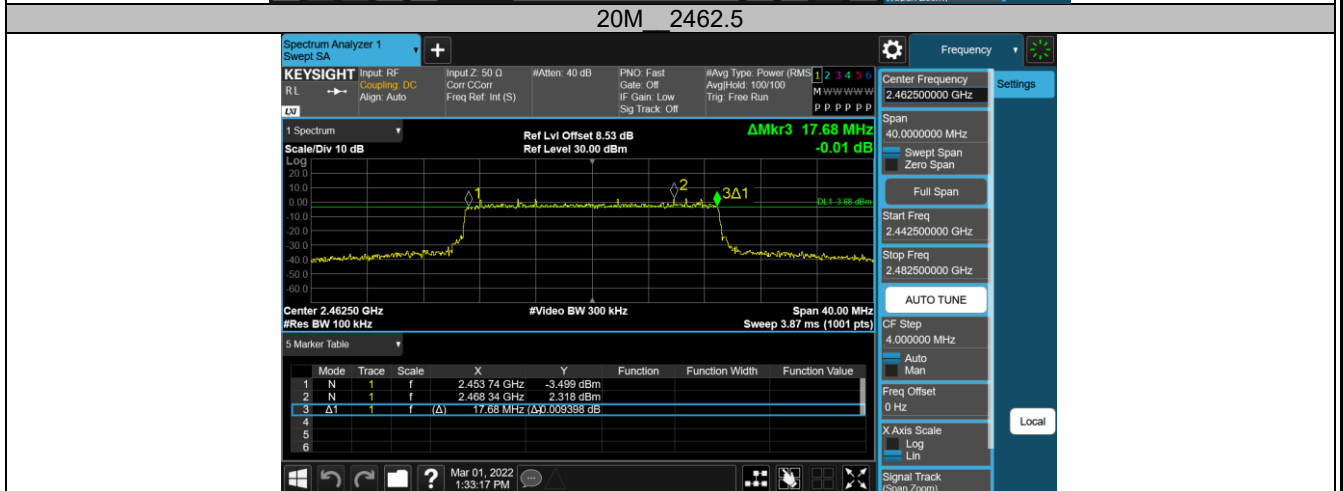 20M__2462.5
Spectrum Analyzer 1
Swept SA
+
Frequency
KEYSIGHT
Input: RF
Coupling: DC
Align: Auto
Input Z: 50 Ω
Corr CCorr
Freq Ref: Int (S)
#Atten: 40 dB
PNO: Fast
Gate: Off
IF Gain: Low
Sig Track: Off
#Avg Type: Power (RMS
Avg|Hold: 100/100
Trig: Free Run
1 2 3 4 5 6
M W W W W W
P P P P P P
RL
LXI
1 Spectrum
Scale/Div 10 dB
Log
Ref Lvl Offset 8.53 dB
Ref Level 30.00 dBm
ΔMkr3 17.68 MHz
-0.01 dB
20.0
10.0
0.00
-10.0
-20.0
-30.0
-40.0
-50.0
-60.0
1
2
3Δ1
DL1 -3.68 dBm
Center 2.46250 GHz
#Video BW 300 kHz
Span 40.00 MHz
#Res BW 100 kHz
Sweep 3.87 ms (1001 pts)
5 Marker Table
Mode Trace Scale X Y Function Function Width Function Value
1 N 1 f 2.453 74 GHz -3.499 dBm
2 N 1 f 2.468 34 GHz 2.318 dBm
3 Δ1 1 f (Δ) 17.68 MHz (Δ) -0.009398 dB
4
5
6
?
Mar 01, 2022
1:33:17 PM
Center Frequency
2.462500000 GHz
Settings
Span
40.0000000 MHz
Swept Span
Zero Span
Full Span
Start Freq
2.442500000 GHz
Stop Freq
2.482500000 GHz
AUTO TUNE
CF Step
4.000000 MHz
Auto
Man
Freq Offset
0 Hz
Local
X Axis Scale
Log
Lin
Signal Track
(Span Zoom)